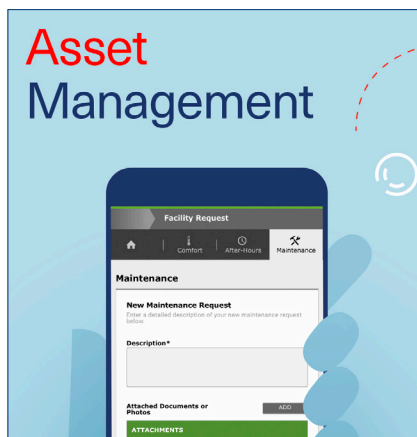 Asset
Management
Facility Request
Comfort
After-Hours
Maintenance
Maintenance
New Maintenance Request
Enter a detailed description of your new maintenance request
below.
Description*
Attached Documents or
Photos
ADD
ATTACHMENTS